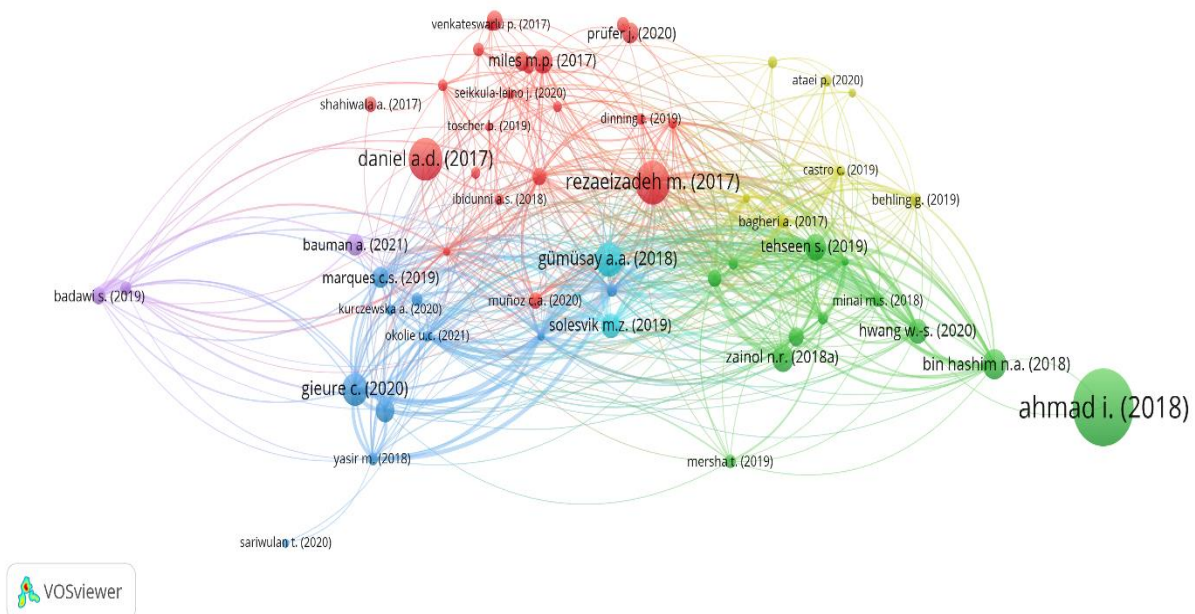 venkateswarlu p. (2017)
prüfer j. (2020)
miles m.p. (2017)
ataei p. (2020)
seikkula-leino j. (2020)
shahiwala a. (2017)
dinning t. (2019)
toscher b. (2019)
daniel a.d. (2017)
castro c. (2019)
rezaeizadeh m. (2017)
ibidunni a.s. (2018)
behling g. (2019)
bagheri a. (2017)
bauman a. (2021)
tehseen s. (2019)
gümüsay a.a. (2018)
marques c.s. (2019)
badawi s. (2019)
muñoz c.a. (2020)
minai m.s. (2018)
kurczewska a. (2020)
solesvik m.z. (2019)
hwang w.-s. (2020)
okolie u.c. (2021)
zainol n.r. (2018a)
bin hashim n.a. (2018)
gieure c. (2020)
ahmad i. (2018)
yasir m. (2018)
mersha t. (2019)
sariwulan t. (2020)
VOSviewer